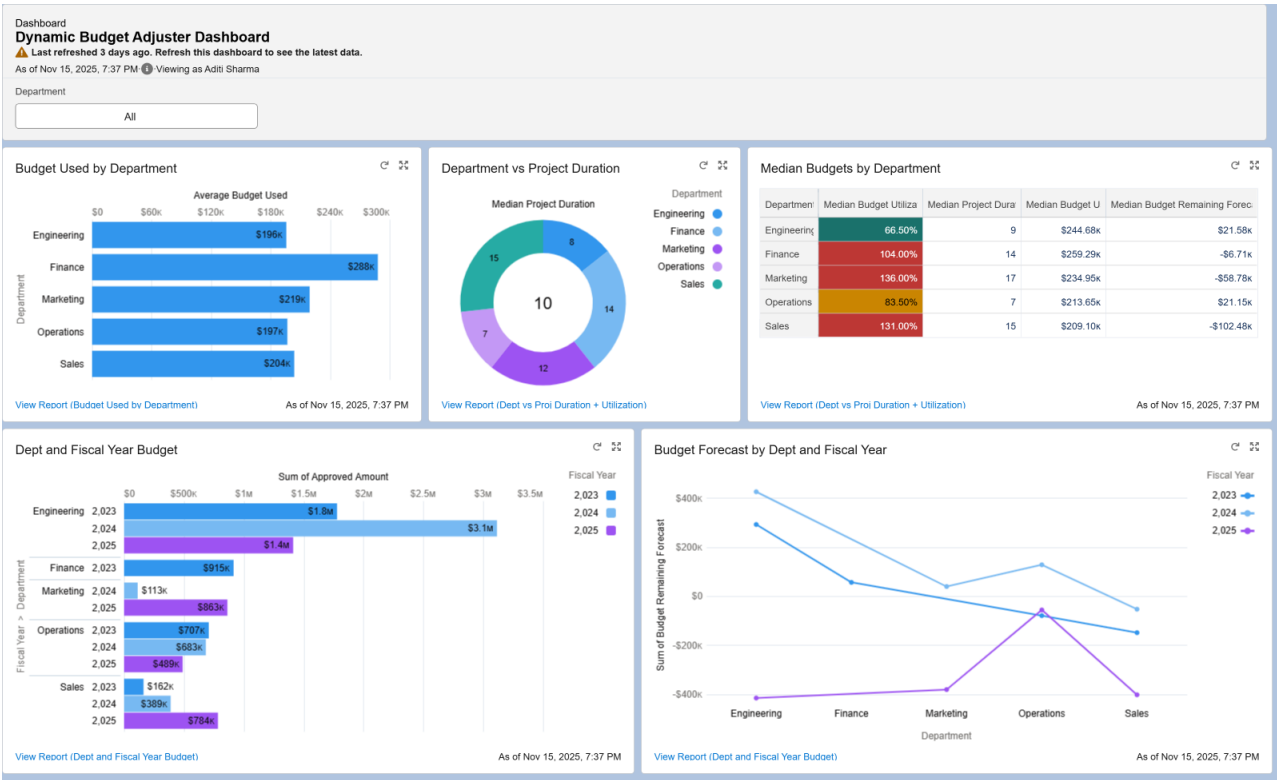 Dashboard
Dynamic Budget Adjuster Dashboard
Last refreshed 3 days ago. Refresh this dashboard to see the latest data.
As of Nov 15, 2025, 7:37 PM Viewing as Aditi Sharma
Department
All
Budget Used by Department
Average Budget Used
$0 $60K $120K $180K $240K $300K
Department
Engineering $196K
Finance $288K
Marketing $219K
Operations $197K
Sales $204K
View Report (Budget Used by Department)
As of Nov 15, 2025, 7:37 PM
Department vs Project Duration
Median Project Duration
8
14
12
7
15
10
Department
Engineering
Finance
Marketing
Operations
Sales
View Report (Dept vs Proj Duration + Utilization)
Median Budgets by Department
Department Median Budget Utiliza Median Project Dura Median Budget U Median Budget Remaining Forec
Engineering 66.50% 9 $244.68K $21.58K
Finance 104.00% 14 $259.29K -$6.71K
Marketing 136.00% 17 $234.95K -$58.78K
Operations 83.50% 7 $213.65K $21.15K
Sales 131.00% 15 $209.10K -$102.48K
View Report (Dept vs Proj Duration + Utilization)
As of Nov 15, 2025, 7:37 PM
Dept and Fiscal Year Budget
Sum of Approved Amount
$0 $500K $1M $1.5M $2M $2.5M $3M $3.5M
Fiscal Year > Department
Engineering 2,023 $1.8M
2,024 $3.1M
2,025 $1.4M
Finance 2,023 $915K
Marketing 2,024 $113K
2,025 $863K
Operations 2,023 $707K
2,024 $683K
2,025 $489K
Sales 2,023 $162K
2,024 $389K
2,025 $784K
Fiscal Year
2,023
2,024
2,025
View Report (Dept and Fiscal Year Budget)
As of Nov 15, 2025, 7:37 PM
Budget Forecast by Dept and Fiscal Year
Sum of Budget Remaining Forecast
$400K
$200K
$0
-$200K
-$400K
Engineering Finance Marketing Operations Sales
Department
Fiscal Year
2,023
2,024
2,025
View Report (Dept and Fiscal Year Budget)
As of Nov 15, 2025, 7:37 PM